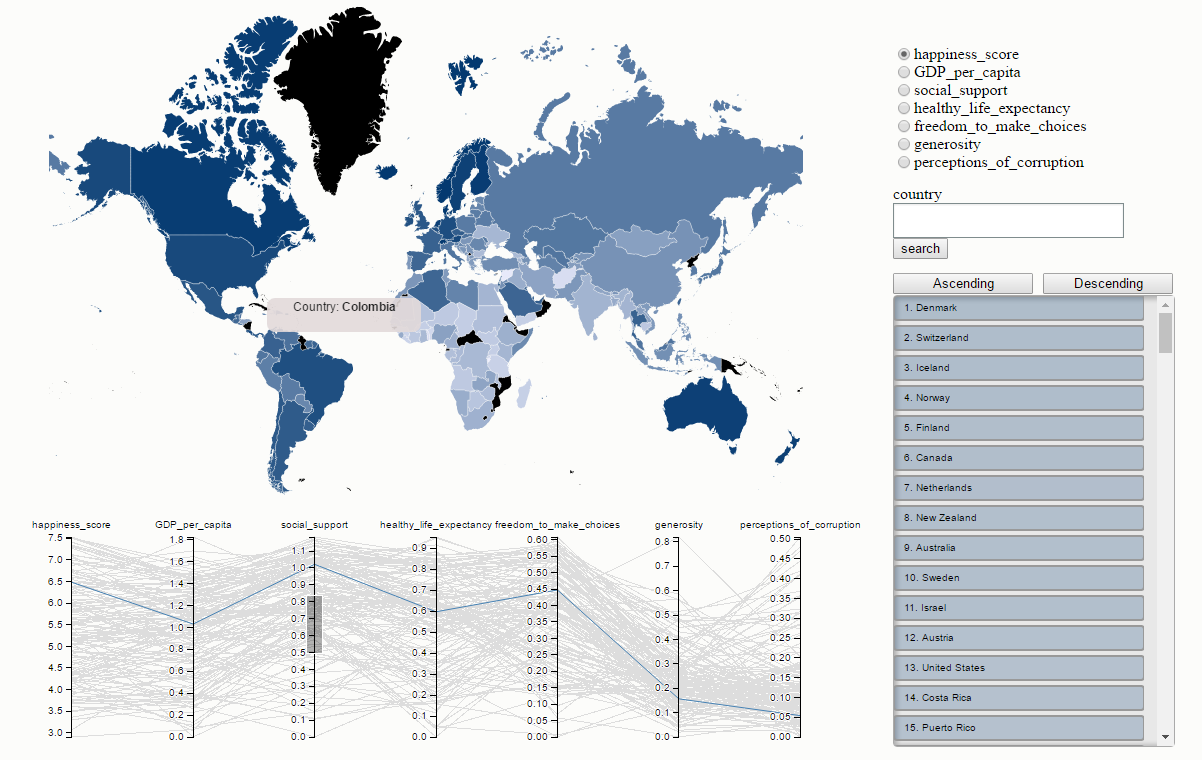 happiness_score
GDP_per_capita
social_support
healthy_life_expectancy
freedom_to_make_choices
generosity
perceptions_of_corruption
country
search
Ascending Descending
1. Denmark
2. Switzerland
3. Iceland
4. Norway
5. Finland
6. Canada
7. Netherlands
8. New Zealand
9. Australia
10. Sweden
11. Israel
12. Austria
13. United States
14. Costa Rica
15. Puerto Rico
Country: Colombia
happiness_score GDP_per_capita social_support healthy_life_expectancy freedom_to_make_choices generosity perceptions_of_corruption
7.5
6.5
6.0
5.5
5.0
4.5
4.0
3.5
3.
1.8
1.6
1.4
1.2
1.0
0.8
0.6
0.4
0.2
0.0
1.1
1.0
0.9
0.8
0.7
0.6
0.5
0.4
0.3
0.2
0.1
0.0
0.9
0.8
0.7
0.6
0.5
0.4
0.3
0.2
0.1
0.0
0.60
0.55
0.50
0.45
0.40
0.35
0.30
0.25
0.20
0.15
0.10
0.05
0.00
0.8
0.6
0.5
0.4
0.3
0.2
0.1
0.0
0.50
0.45
0.40
0.35
0.30
0.25
0.20
0.15
0.10
0.05
0.00